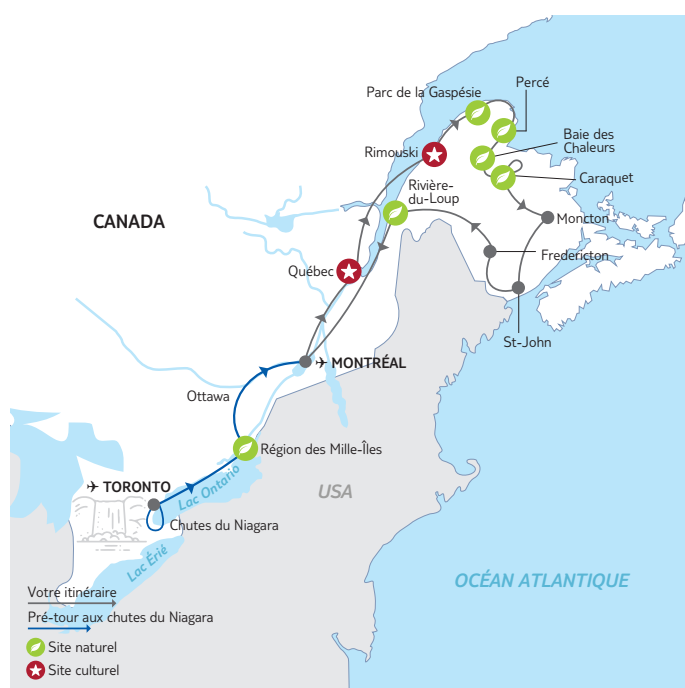 Percé
Parc de la Gaspésie
Baie des
Chaleurs
Rimouski
Caraquet
Rivière-
du-Loup
CANADA
Moncton
Fredericton
Québec
St-John
MONTRÉAL
Ottawa
Région des Mille-Îles
TORONTO
Lac Ontario
USA
Chutes du Niagara
Lac Érié
OCÉAN ATLANTIQUE
Votre itinéraire
Pré-tour aux chutes du Niagara
Site naturel
Site culturel